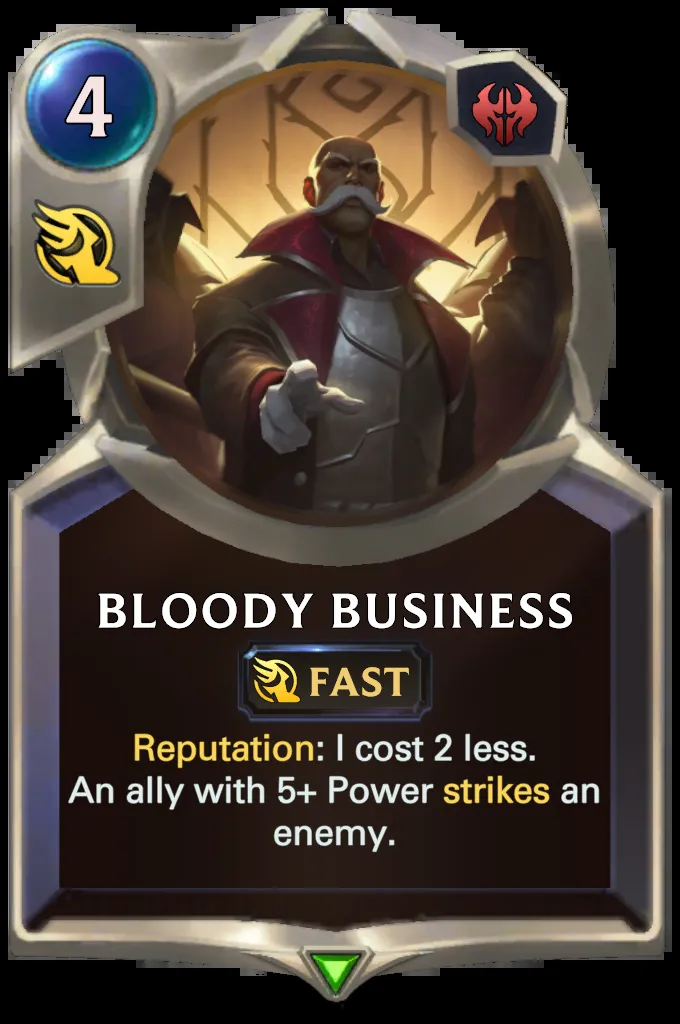 4
BLOODY BUSINESS
FAST
Reputation: I cost 2 less.
An ally with 5+ Power strikes an
enemy.